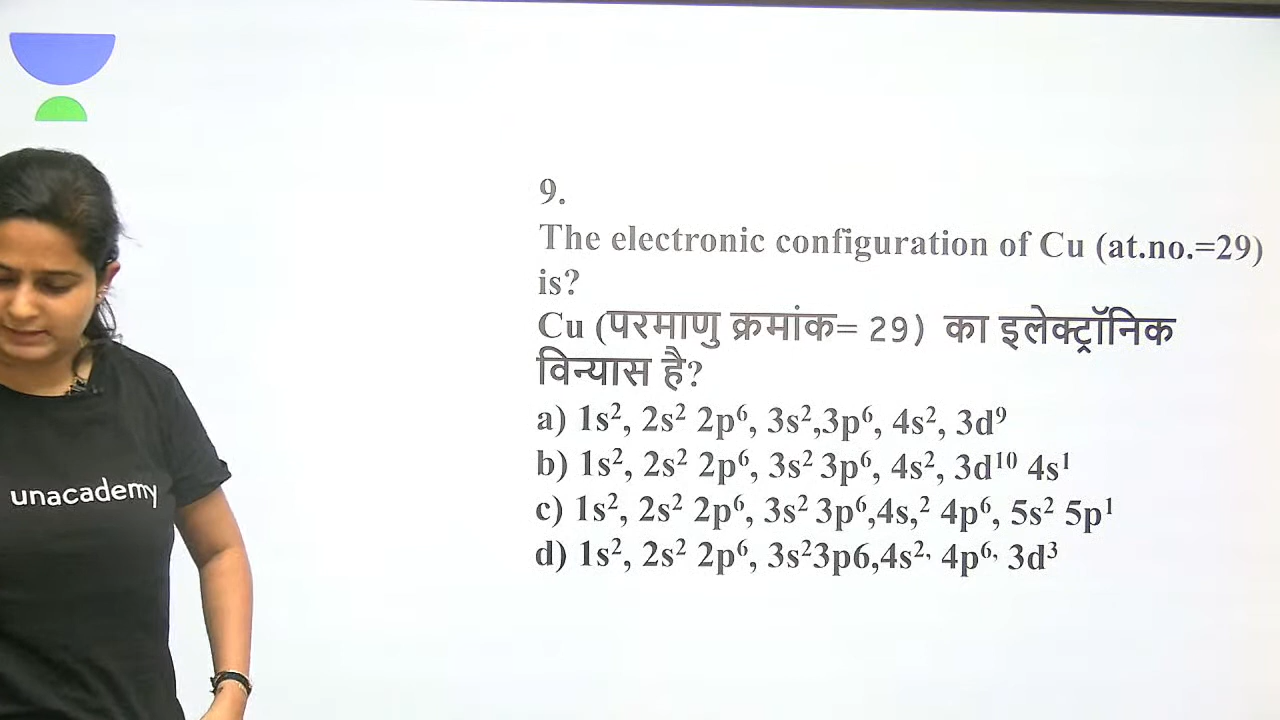 9.
The electronic configuration of Cu (at.no.=29)
is?
Cu (परमाणु क्रमांक= 29) का इलेक्ट्रॉनिक
विन्यास है?
a) 1s², 2s² 2p⁶, 3s²,3p⁶, 4s², 3d⁹
b) 1s², 2s² 2p⁶, 3s² 3p⁶, 4s², 3d¹⁰ 4s¹
c) 1s², 2s² 2p⁶, 3s² 3p⁶,4s,² 4p⁶, 5s² 5p¹
d) 1s², 2s² 2p⁶, 3s²3p6,4s², 4p⁶, 3d³
unacademy